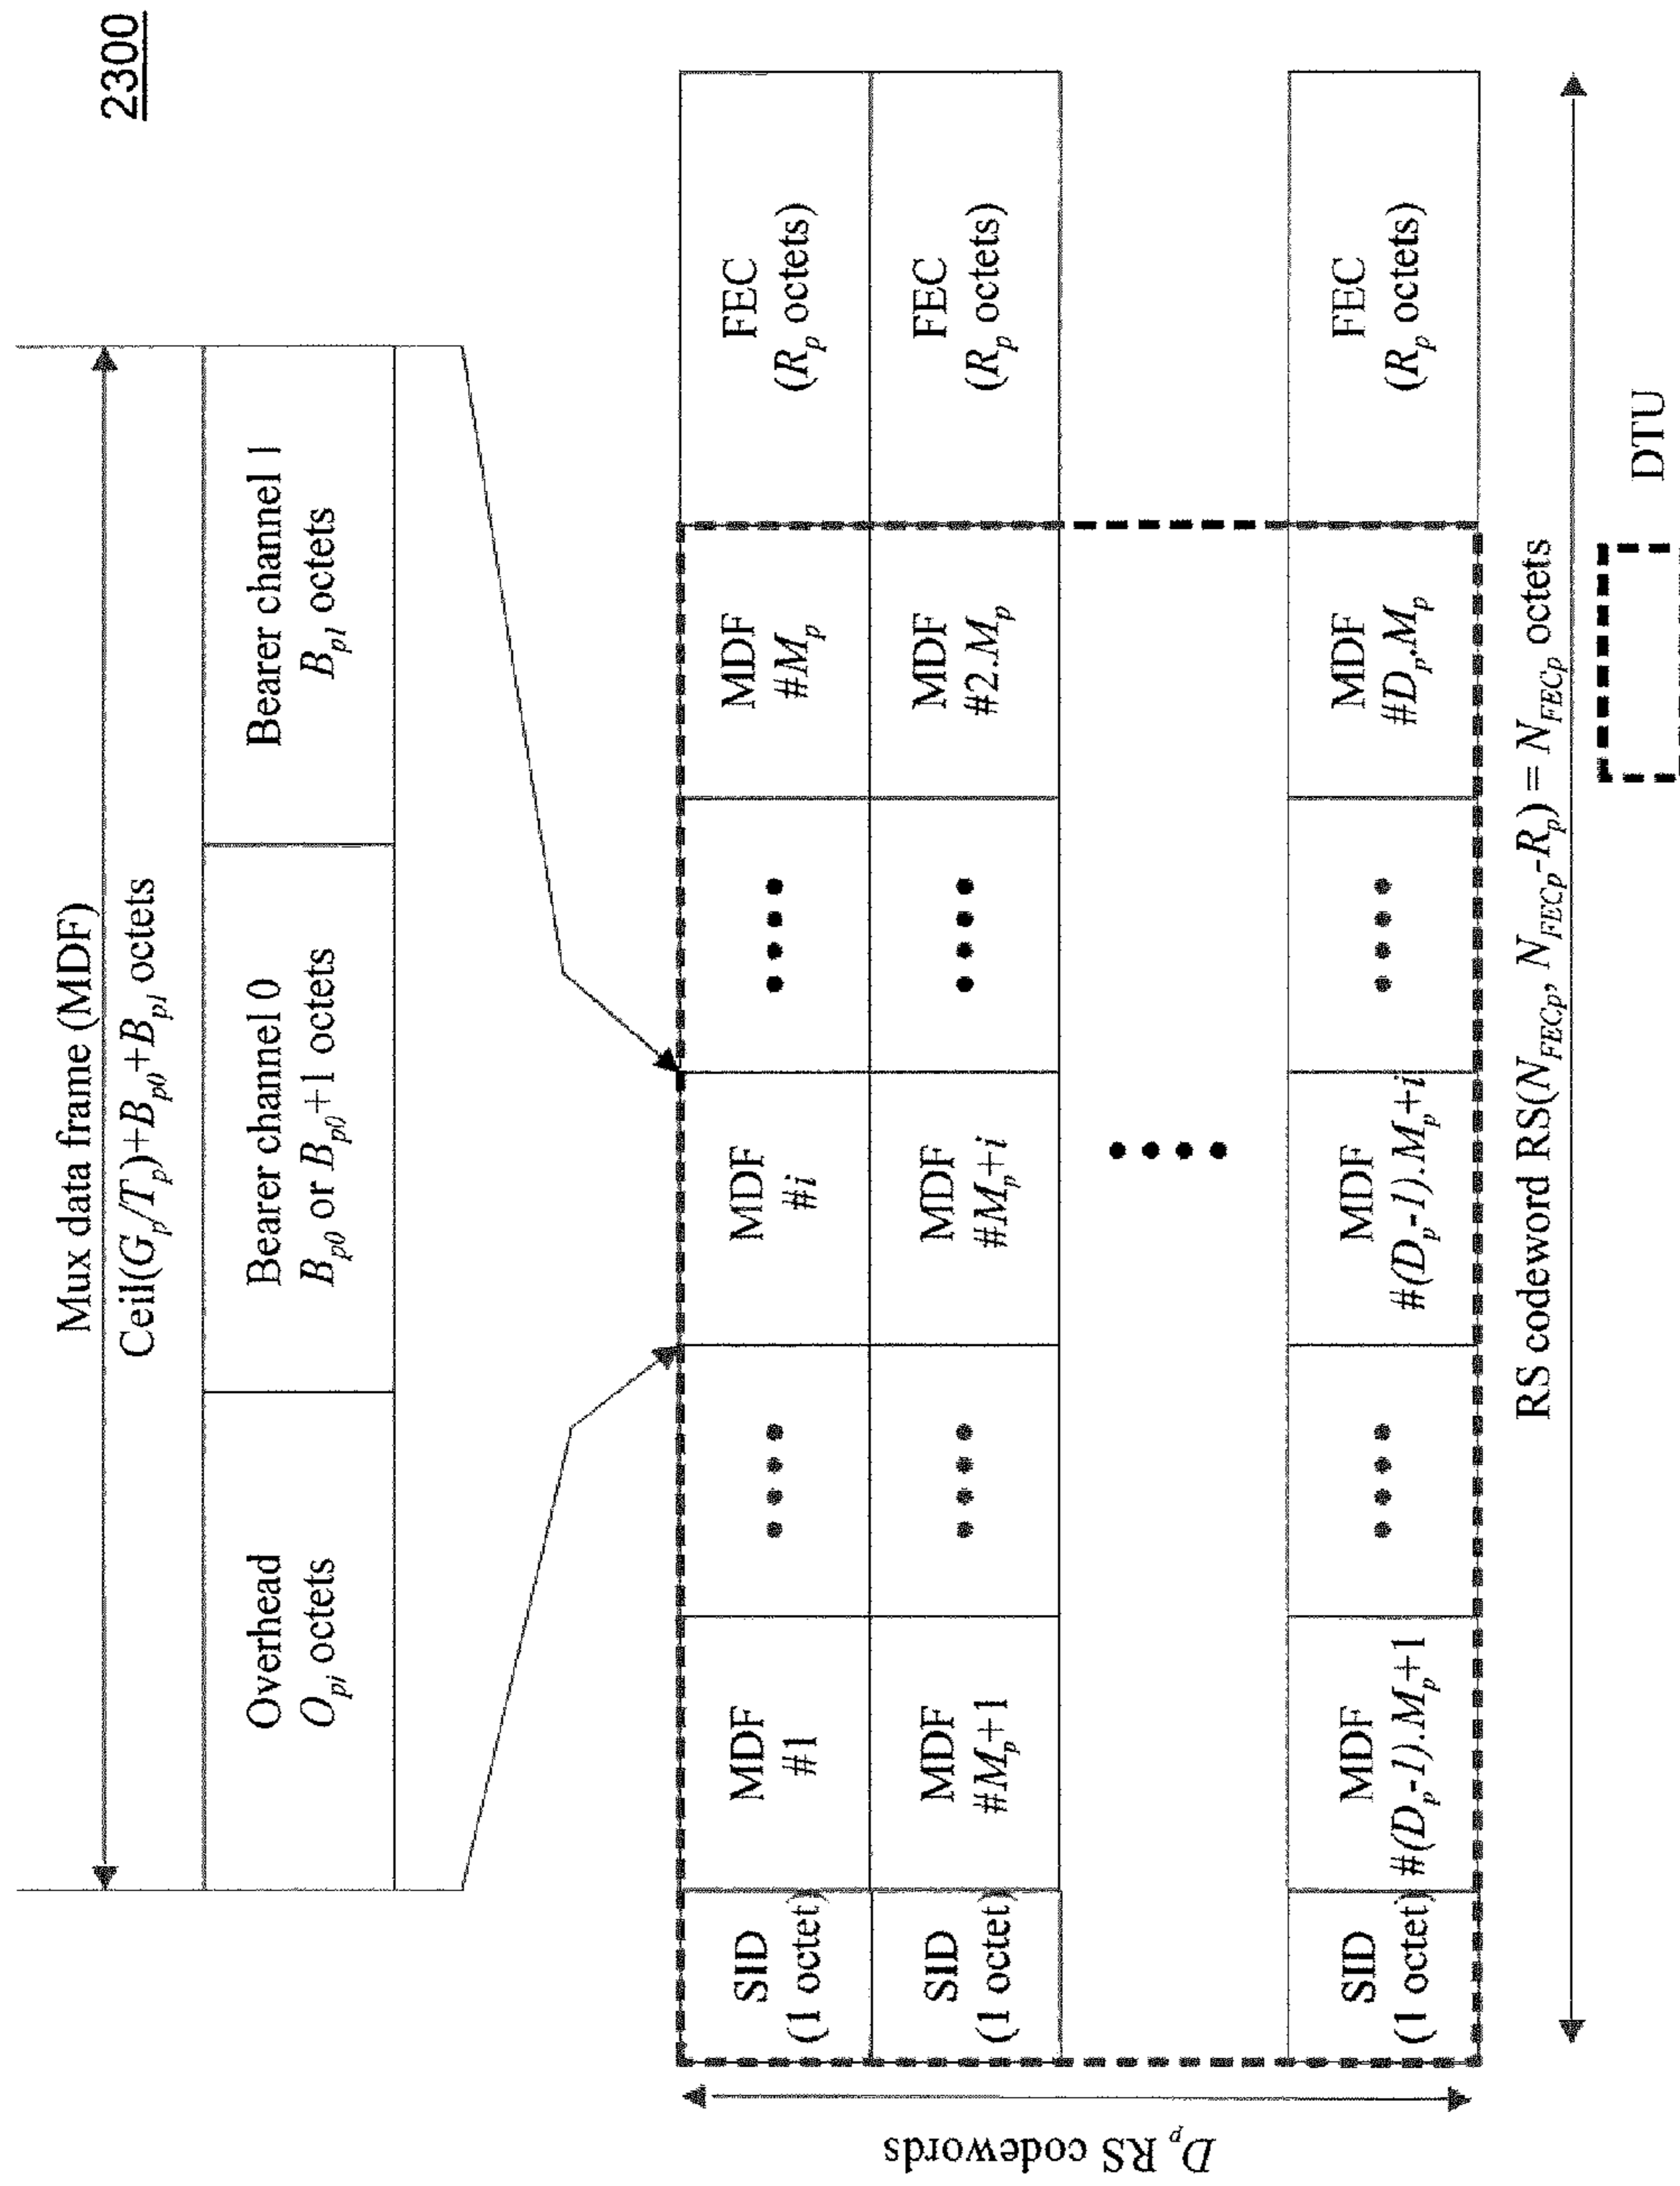 2300
Mux data frame (MDF)
Ceil(G_p/T_p)+B_p0+B_p1 octets
Overhead
O_pi octets
Bearer channel 0
B_p0 or B_p0+1 octets
Bearer channel 1
B_p1 octets
SID
(1 octet)
MDF
#1
MDF
#i
MDF
#M_p
FEC
(R_p octets)
SID
(1 octet)
MDF
#M_p+1
MDF
#M_p+i
MDF
#2.M_p
FEC
(R_p octets)
SID
(1 octet)
MDF
#(D_p-1).M_p+1
MDF
#(D_p-1).M_p+i
MDF
#D_p.M_p
FEC
(R_p octets)
D_p RS codewords
RS codeword RS(N_FECp, N_FECp-R_p) = N_FECp octets
DTU